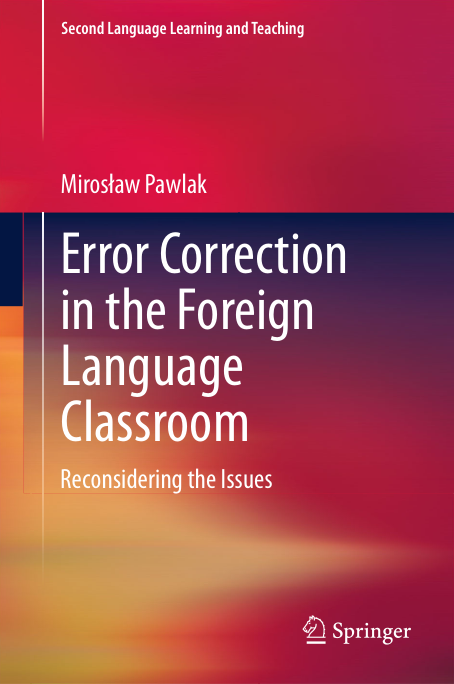 Second Language Learning and Teaching
Mirosław Pawlak
Error Correction
in the Foreign
Language
Classroom
Reconsidering the Issues
Springer